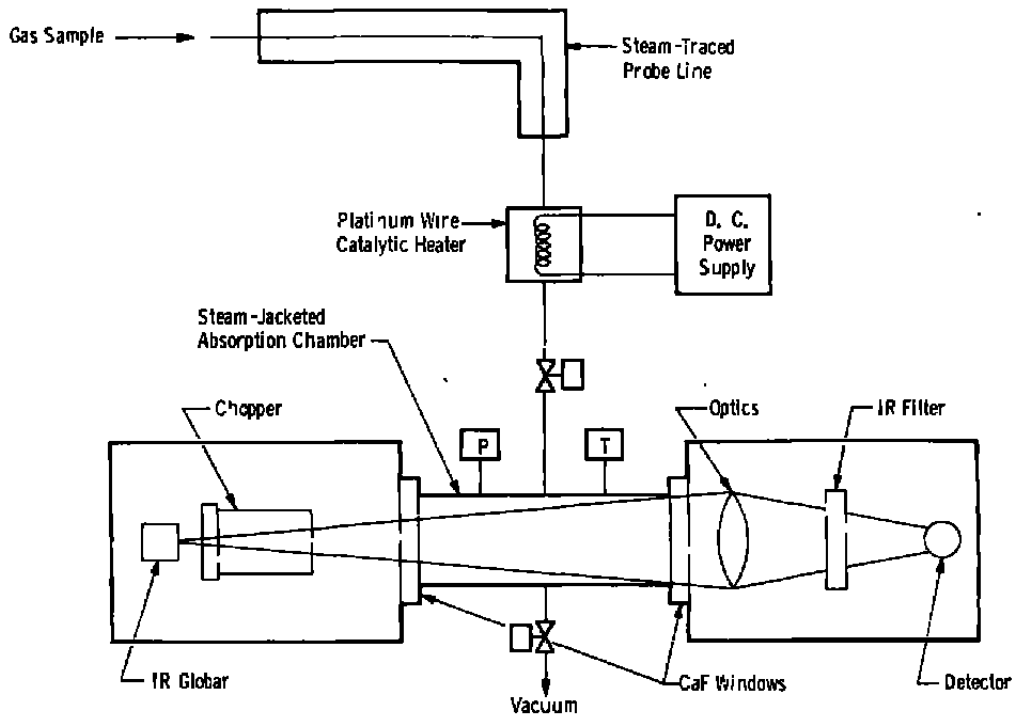 Gas Sample
Steam-Traced
Probe Line
Platinum Wire
Catalytic Heater
D. C.
Power
Supply
Steam-Jacketed
Absorption Chamber
Chopper
Optics
IR Filter
P
T
IR Globar
CaF Windows
Detector
Vacuum